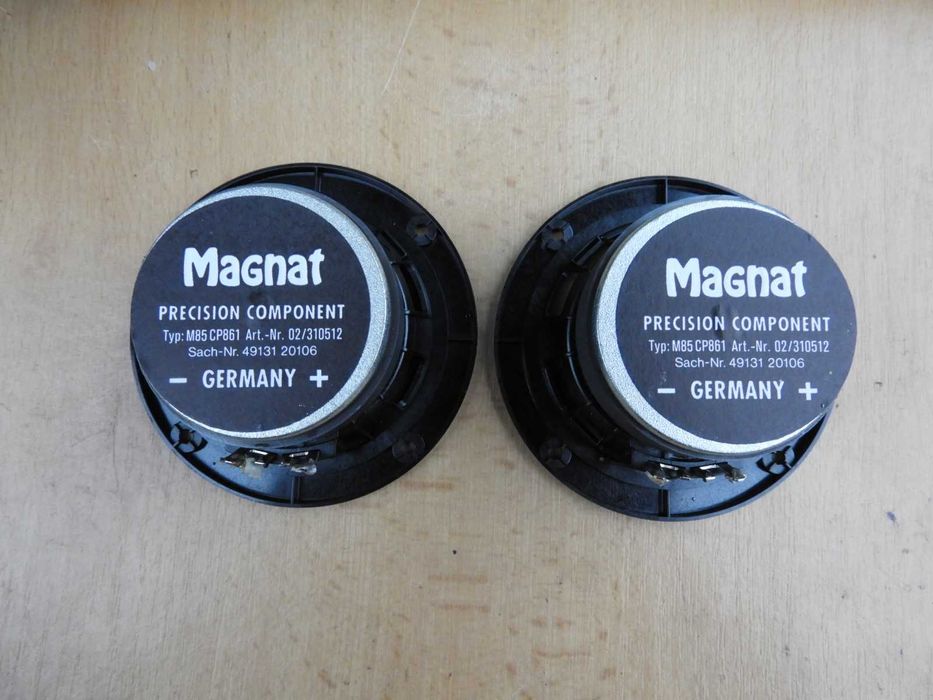 Magnat
PRECISION COMPONENT
Typ: M85 CP861 Art.-Nr. 02/310512
Sach-Nr. 49131 20106
– GERMANY +
Magnat
PRECISION COMPONENT
Typ: M85 CP861 Art.-Nr. 02/310512
Sach-Nr. 49131 20106
– GERMANY +